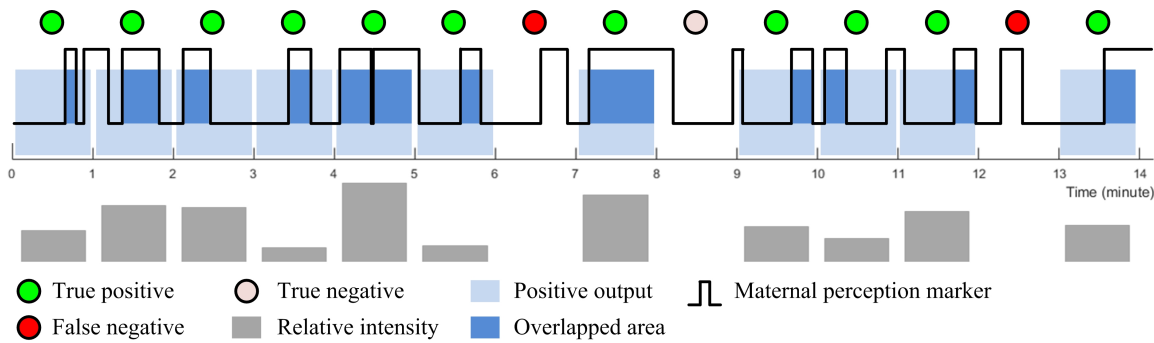 0 1 2 3 4 5 6 7 8 9 10 11 12 13 14
Time (minute)
True positive True negative Positive output Maternal perception marker
False negative Relative intensity Overlapped area